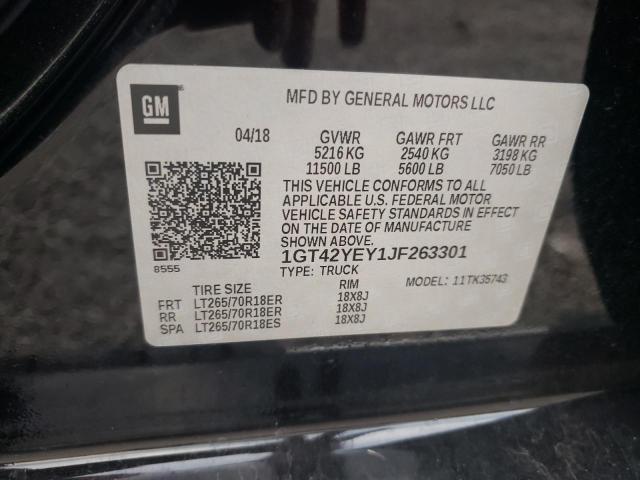 GM
MFD BY GENERAL MOTORS LLC
04/18 GVWR GAWR FRT GAWR RR
5216 KG 2540 KG 3198 KG
11500 LB 5600 LB 7050 LB
THIS VEHICLE CONFORMS TO ALL
APPLICABLE U.S. FEDERAL MOTOR
VEHICLE SAFETY STANDARDS IN EFFECT
ON THE DATE OF MANUFACTURE
SHOWN ABOVE.
1GT42YEY1JF263301
8555
TYPE: TRUCK MODEL: 11TK35743
TIRE SIZE RIM
FRT LT265/70R18ER 18X8J
RR LT265/70R18ER 18X8J
SPA LT265/70R18ES 18X8J